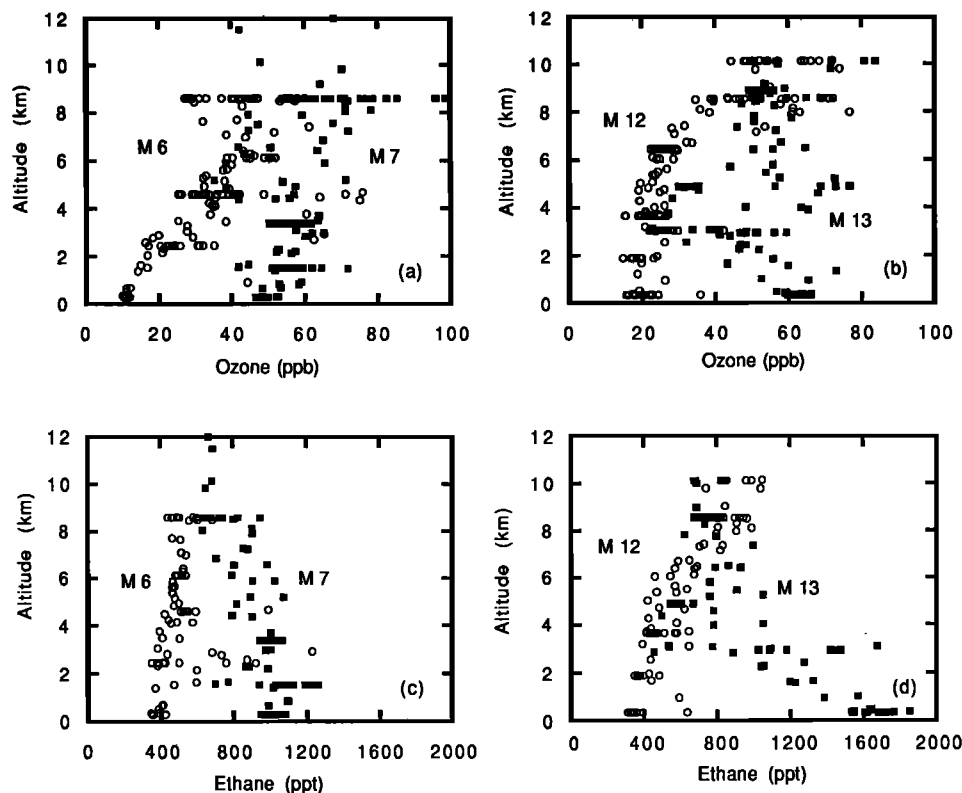 12
10
8
6
4
2
0
Altitude (km)
M 6
M 7
(a)
0 20 40 60 80 100
Ozone (ppb)
12
10
8
6
4
2
0
Altitude (km)
M 12
M 13
(b)
0 20 40 60 80 100
Ozone (ppb)
12
10
8
6
4
2
0
Altitude (km)
M 6
M 7
(c)
0 400 800 1200 1600 2000
Ethane (ppt)
12
10
8
6
4
2
0
Altitude (km)
M 12
M 13
(d)
0 400 800 1200 1600 2000
Ethane (ppt)